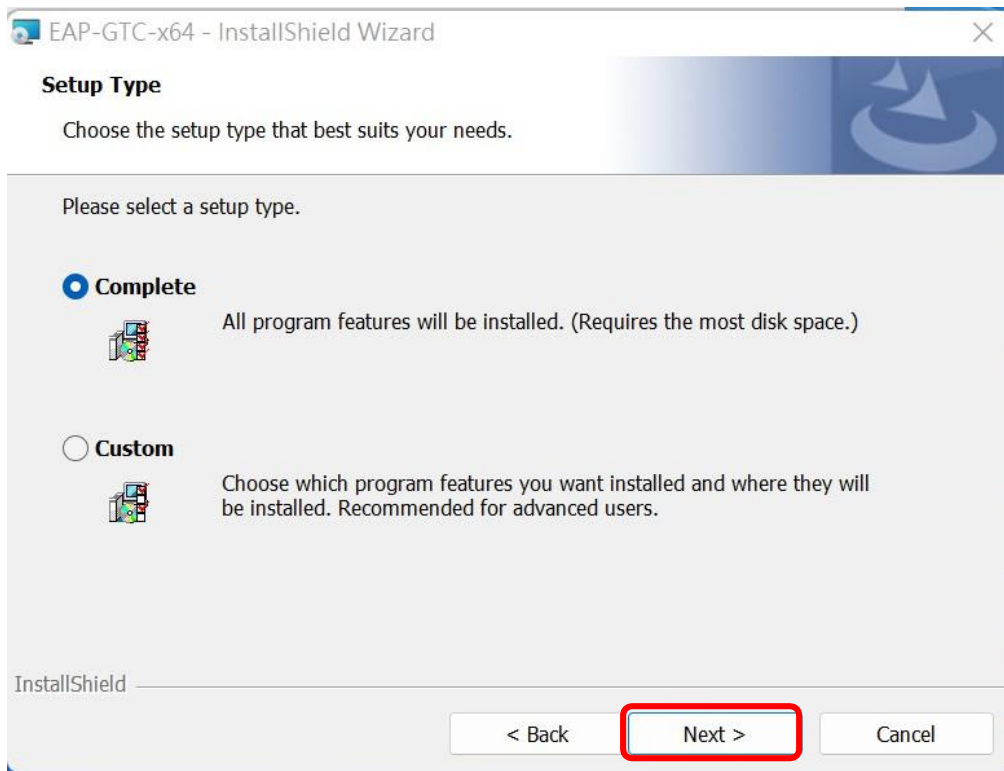 EAP-GTC-x64 - InstallShield Wizard
Setup Type
Choose the setup type that best suits your needs.
Please select a setup type.
Complete
All program features will be installed. (Requires the most disk space.)
Custom
Choose which program features you want installed and where they will
be installed. Recommended for advanced users.
InstallShield
< Back Next > Cancel